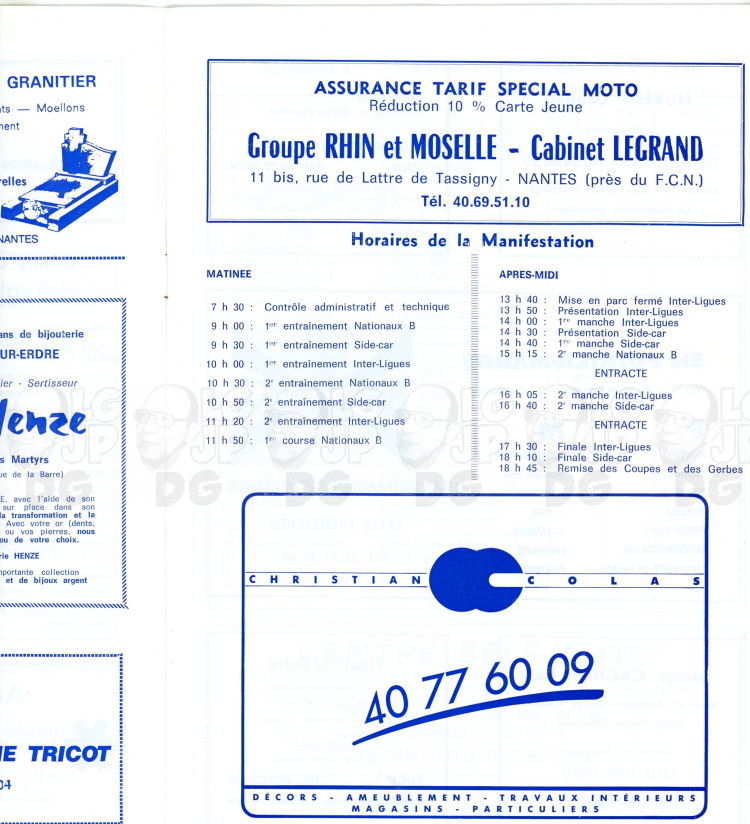 GRANITIER
— Moellons
NANTES
ans de bijouterie
UR-ERDRE
ier - Sertisseur
Henze
s Martyrs
ue de la Barre)
E, avec l'aide de son
sur place dans son
la transformation et la
Avec votre or (dents,
ou vos pierres, nous
ou de votre choix.
rie HENZE
mportante collection
et de bijoux argent
IE TRICOT
04
ASSURANCE TARIF SPECIAL MOTO
Réduction 10 % Carte Jeune
Groupe RHIN et MOSELLE - Cabinet LEGRAND
11 bis, rue de Lattre de Tassigny - NANTES (près du F.C.N.)
Tél. 40.69.51.10
Horaires de la Manifestation
MATINEE
7 h 30 : Contrôle administratif et technique
9 h 00 : 1er entraînement Nationaux B
9 h 30 : 1er entraînement Side-car
10 h 00 : 1er entraînement Inter-Ligues
10 h 30 : 2e entraînement Nationaux B
10 h 50 : 2e entraînement Side-car
11 h 20 : 2e entraînement Inter-Ligues
11 h 50 : 1re course Nationaux B
APRES-MIDI
13 h 40 : Mise en parc fermé Inter-Ligues
13 h 50 : Présentation Inter-Ligues
14 h 00 : 1re manche Inter-Ligues
14 h 30 : Présentation Side-car
14 h 40 : 1re manche Side-car
15 h 15 : 2e manche Nationaux B
ENTRACTE
16 h 05 : 2e manche Inter-Ligues
16 h 40 : 2e manche Side-car
ENTRACTE
17 h 30 : Finale Inter-Ligues
18 h 10 : Finale Side-car
18 h 45 : Remise des Coupes et des Gerbes
CHRISTIAN COLAS
40 77 60 09
DÉCORS - AMEUBLEMENT - TRAVAUX INTÉRIEURS
MAGASINS - PARTICULIERS